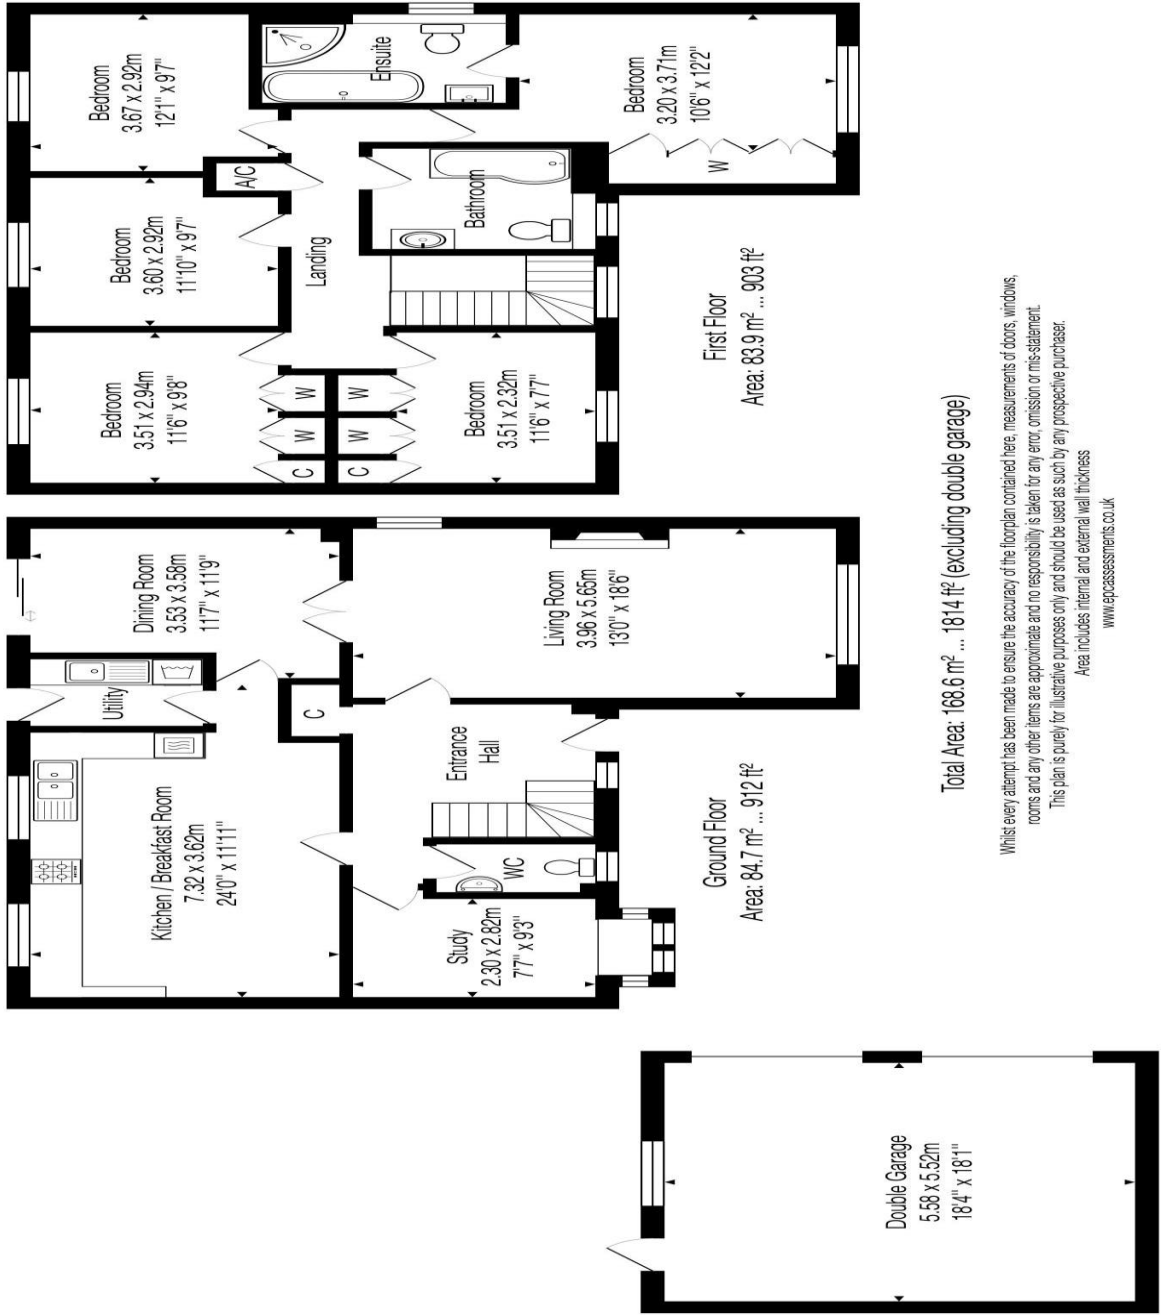 Double Garage
5.58 x 5.52m
18'4" x 18'1"
Kitchen / Breakfast Room
7.32 x 3.62m
24'0" x 11'11"
Utility
Dining Room
3.53 x 3.58m
11'7" x 11'9"
C
Study
2.30 x 2.82m
7'7" x 9'3"
WC
Entrance
Hall
Living Room
3.96 x 5.65m
13'0" x 18'6"
Ground Floor
Area: 84.7 m² ... 912 ft²
Bedroom
3.51 x 2.94m
11'6" x 9'8"
Bedroom
3.60 x 2.92m
11'10" x 9'7"
Bedroom
3.67 x 2.92m
12'1" x 9'7"
C
W
W
A/C
C
W
W
Landing
Ensuite
Bedroom
3.51 x 2.32m
11'6" x 7'7"
Bathroom
Bedroom
3.20 x 3.71m
10'6" x 12'2"
W
First Floor
Area: 83.9 m² ... 903 ft²
Total Area: 168.6 m² ... 1814 ft² (excluding double garage)
Whilst every attempt has been made to ensure the accuracy of the floorplan contained here, measurements of doors, windows,
rooms and any other items are approximate and no responsibility is taken for any error, omission or mis-statement.
This plan is purely for illustrative purposes only and should be used as such by any prospective purchaser.
Area includes internal and external wall thickness
www.epcassessments.co.uk